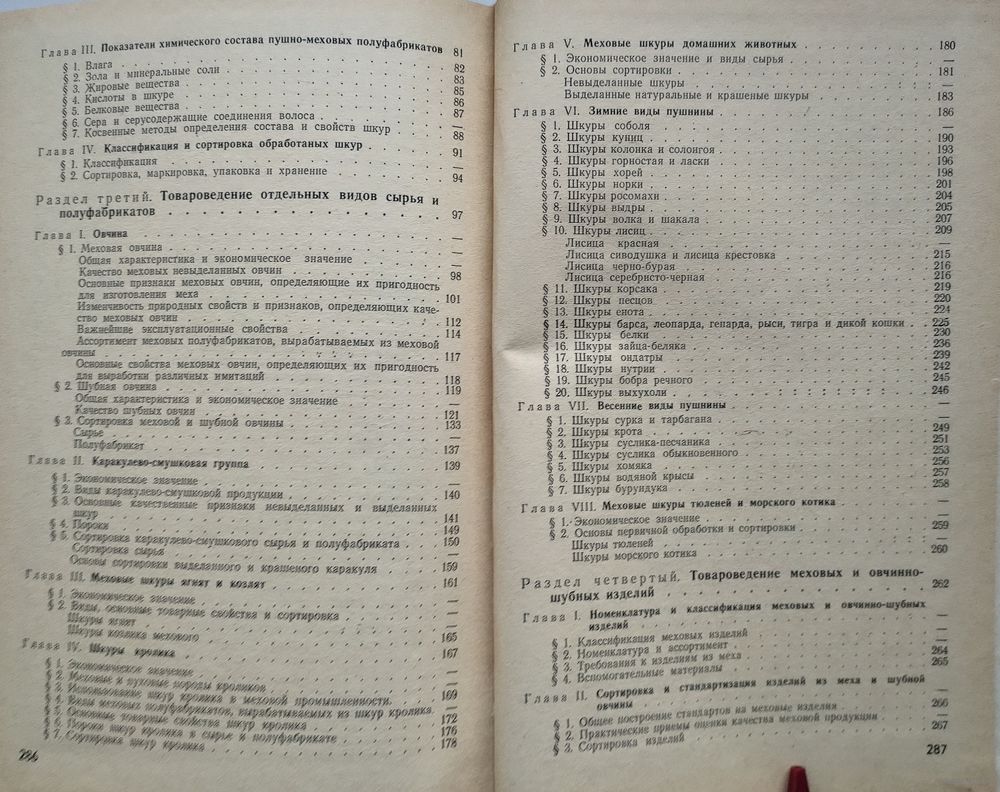 Глава III. Показатели химического состава пушно-меховых полуфабрикатов 81
§ 1. Влага 82
§ 2. Зола и минеральные соли 83
§ 3. Жировые вещества 85
§ 4. Кислоты в шкуре 86
§ 5. Белковые вещества 87
§ 6. Сера и серусодержащие соединения волоса
§ 7. Косвенные методы определения состава и свойств шкур 88
Глава IV. Классификация и сортировка обработаных шкур 91
§ 1. Классификация —
§ 2. Сортировка, маркировка, упаковка и хранение 94
Раздел третий. Товароведение отдельных видов сырья и
полуфабрикатов 97
Глава I. Овчина —
§ 1. Меховая овчина —
Общая характеристика и экономическое значение —
Качество меховых невыделанных овчин 98
Основные признаки меховых овчин, определяющие их пригодность
для изготовления меха 101
Изменчивость природных свойств и признаков, определяющих каче-
ство меховых овчин 112
Важнейшие эксплуатационные свойства 114
Ассортимент меховых полуфабрикатов, вырабатываемых из меховой
овчины 117
Основные свойства меховых овчин, определяющих их пригодность
для выработки различных имитаций 118
§ 2. Шубная овчина 119
Общая характеристика и экономическое значение —
Качество шубных овчин 121
§ 3. Сортировка меховой и шубной овчины 133
Сырье —
Полуфабрикат 137
Глава II. Каракулево-смушковая группа 139
§ 1. Экономическое значение —
§ 2. Виды каракулево-смушковой продукции 140
§ 3. Основные качественные признаки невыделанных и выделанных
шкур 141
§ 4. Пороки 149
§ 5. Сортировка каракулево-смушкового сырья и полуфабриката 150
Сортировка сырья —
Основы сортировки выделанного и крашеного каракуля 159
Глава III. Меховые шкуры ягнят и козлят 161
§ 1. Экономическое значение —
§ 2. Виды, основные товарные свойства и сортировка —
Шкуры ягнят —
Шкуры козлика мехового 165
Глава IV. Шкуры кролика 167
§ 1. Экономическое значение —
§ 2. Меховые и пуховые породы кроликов —
§ 3. Использование шкур кролика в меховой промышленности 169
§ 4. Виды меховых полуфабрикатов, вырабатываемых из шкур кролика —
§ 5. Основные товарные свойства шкур кролика 172
§ 6. Пороки шкур кролика в сырье и полуфабрикате 176
§ 7. Сортировка шкур кролика 178
286
Глава V. Меховые шкуры домашних животных 180
§ 1. Экономическое значение и виды сырья —
§ 2. Основы сортировки 181
Невыделанные шкуры —
Выделанные натуральные и крашеные шкуры 183
Глава VI. Зимние виды пушнины 186
§ 1. Шкуры соболя —
§ 2. Шкуры куниц 190
§ 3. Шкуры колонка и солонгоя 193
§ 4. Шкуры горностая и ласки 196
§ 5. Шкуры хорей 198
§ 6. Шкуры норки 201
§ 7. Шкуры росомахи 204
§ 8. Шкуры выдры 205
§ 9. Шкуры волка и шакала 207
§ 10. Шкуры лисиц 209
Лисица красная —
Лисица сиводушка и лисица крестовка 215
Лисица черно-бурая 216
Лисица серебристо-черная 216
§ 11. Шкуры корсака 219
§ 12. Шкуры песцов 220
§ 13. Шкуры енота 224
§ 14. Шкуры барса, леопарда, гепарда, рыси, тигра и дикой кошки 225
§ 15. Шкуры белки 230
§ 16. Шкуры зайца-беляка 236
§ 17. Шкуры ондатры 239
§ 18. Шкуры нутрии 242
§ 19. Шкуры бобра речного 245
§ 20. Шкуры выхухоли 246
Глава VII. Весенние виды пушнины —
§ 1. Шкуры сурка и тарбагана —
§ 2. Шкуры крота 249
§ 3. Шкуры суслика-песчаника 251
§ 4. Шкуры суслика обыкновенного 253
§ 5. Шкуры хомяка 256
§ 6. Шкуры водяной крысы 257
§ 7. Шкуры бурундука 258
Глава VIII. Меховые шкуры тюленей и морского котика —
§ 1. Экономическое значение —
§ 2. Основы первичной обработки и сортировки 259
Шкуры тюленей —
Шкуры морского котика 260
Раздел четвертый. Товароведение меховых и овчинно-
шубных изделий 262
Глава I. Номенклатура и классификация меховых и овчинно-шубных
изделий —
§ 1. Классификация меховых изделий —
§ 2. Номенклатура и ассортимент 264
§ 3. Требования к изделиям из меха 265
§ 4. Вспомогательные материалы
Глава II. Сортировка и стандартизация изделий из меха и шубной
овчины 266
§ 1. Общее построение стандартов на меховые изделия —
§ 2. Практические приемы оценки качества меховой продукции 267
§ 3. Сортировка изделий —
287